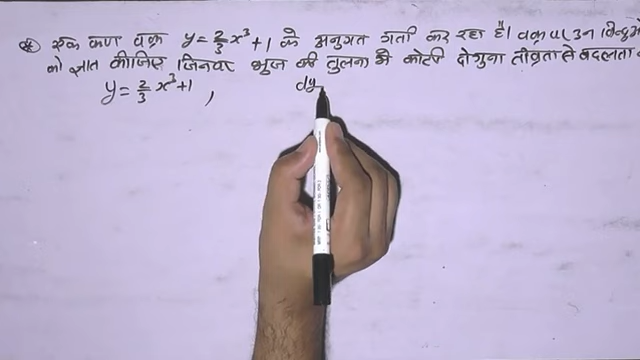 एक कण वक्र y = 2/3 x³ + 1 के अनुगत गती कर रहा है। वक्र पर उन
को ज्ञात कीजिए जिनपर भुज की तुलना में कोटी दोगुना तीव्रता से बदलता
y = 2/3 x³ + 1 , dy